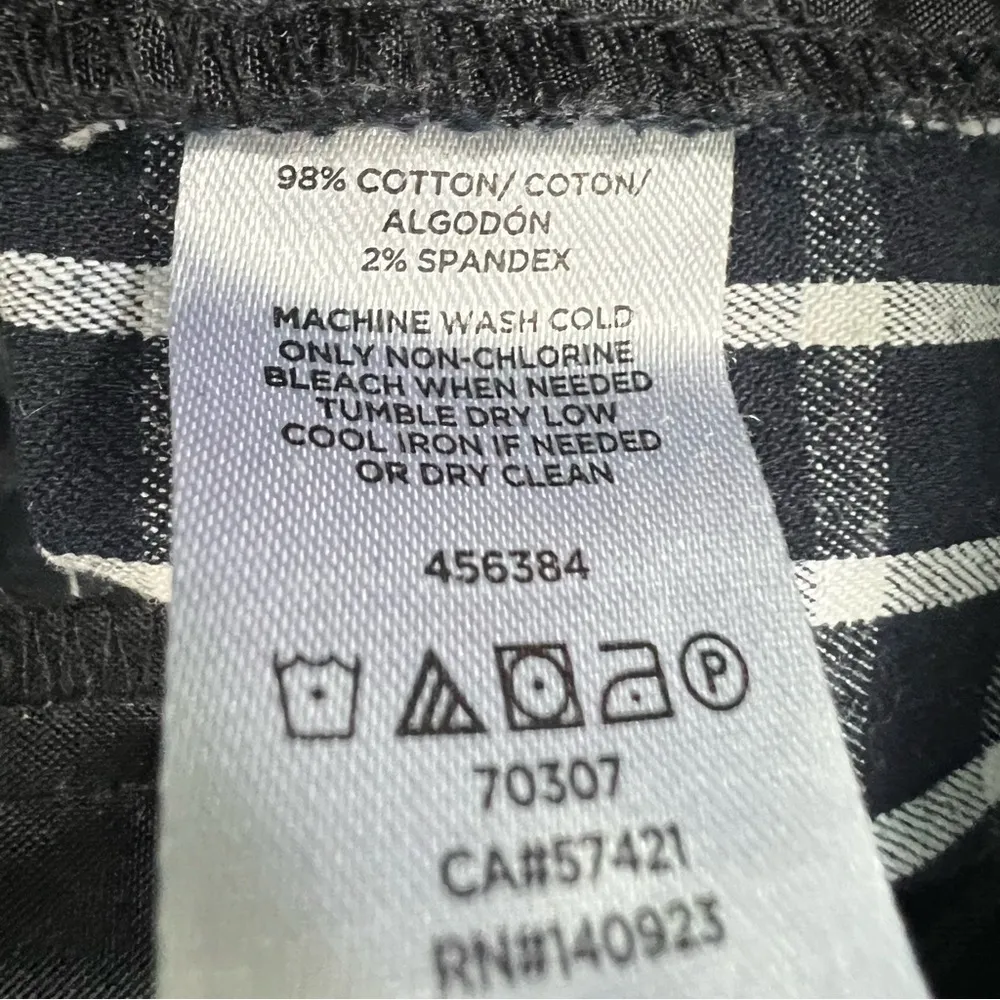 98% COTTON/ COTON/
ALGODÓN
2% SPANDEX
MACHINE WASH COLD
ONLY NON-CHLORINE
BLEACH WHEN NEEDED
TUMBLE DRY LOW
COOL IRON IF NEEDED
OR DRY CLEAN
456384
P
70307
CA#57421
RN#140923